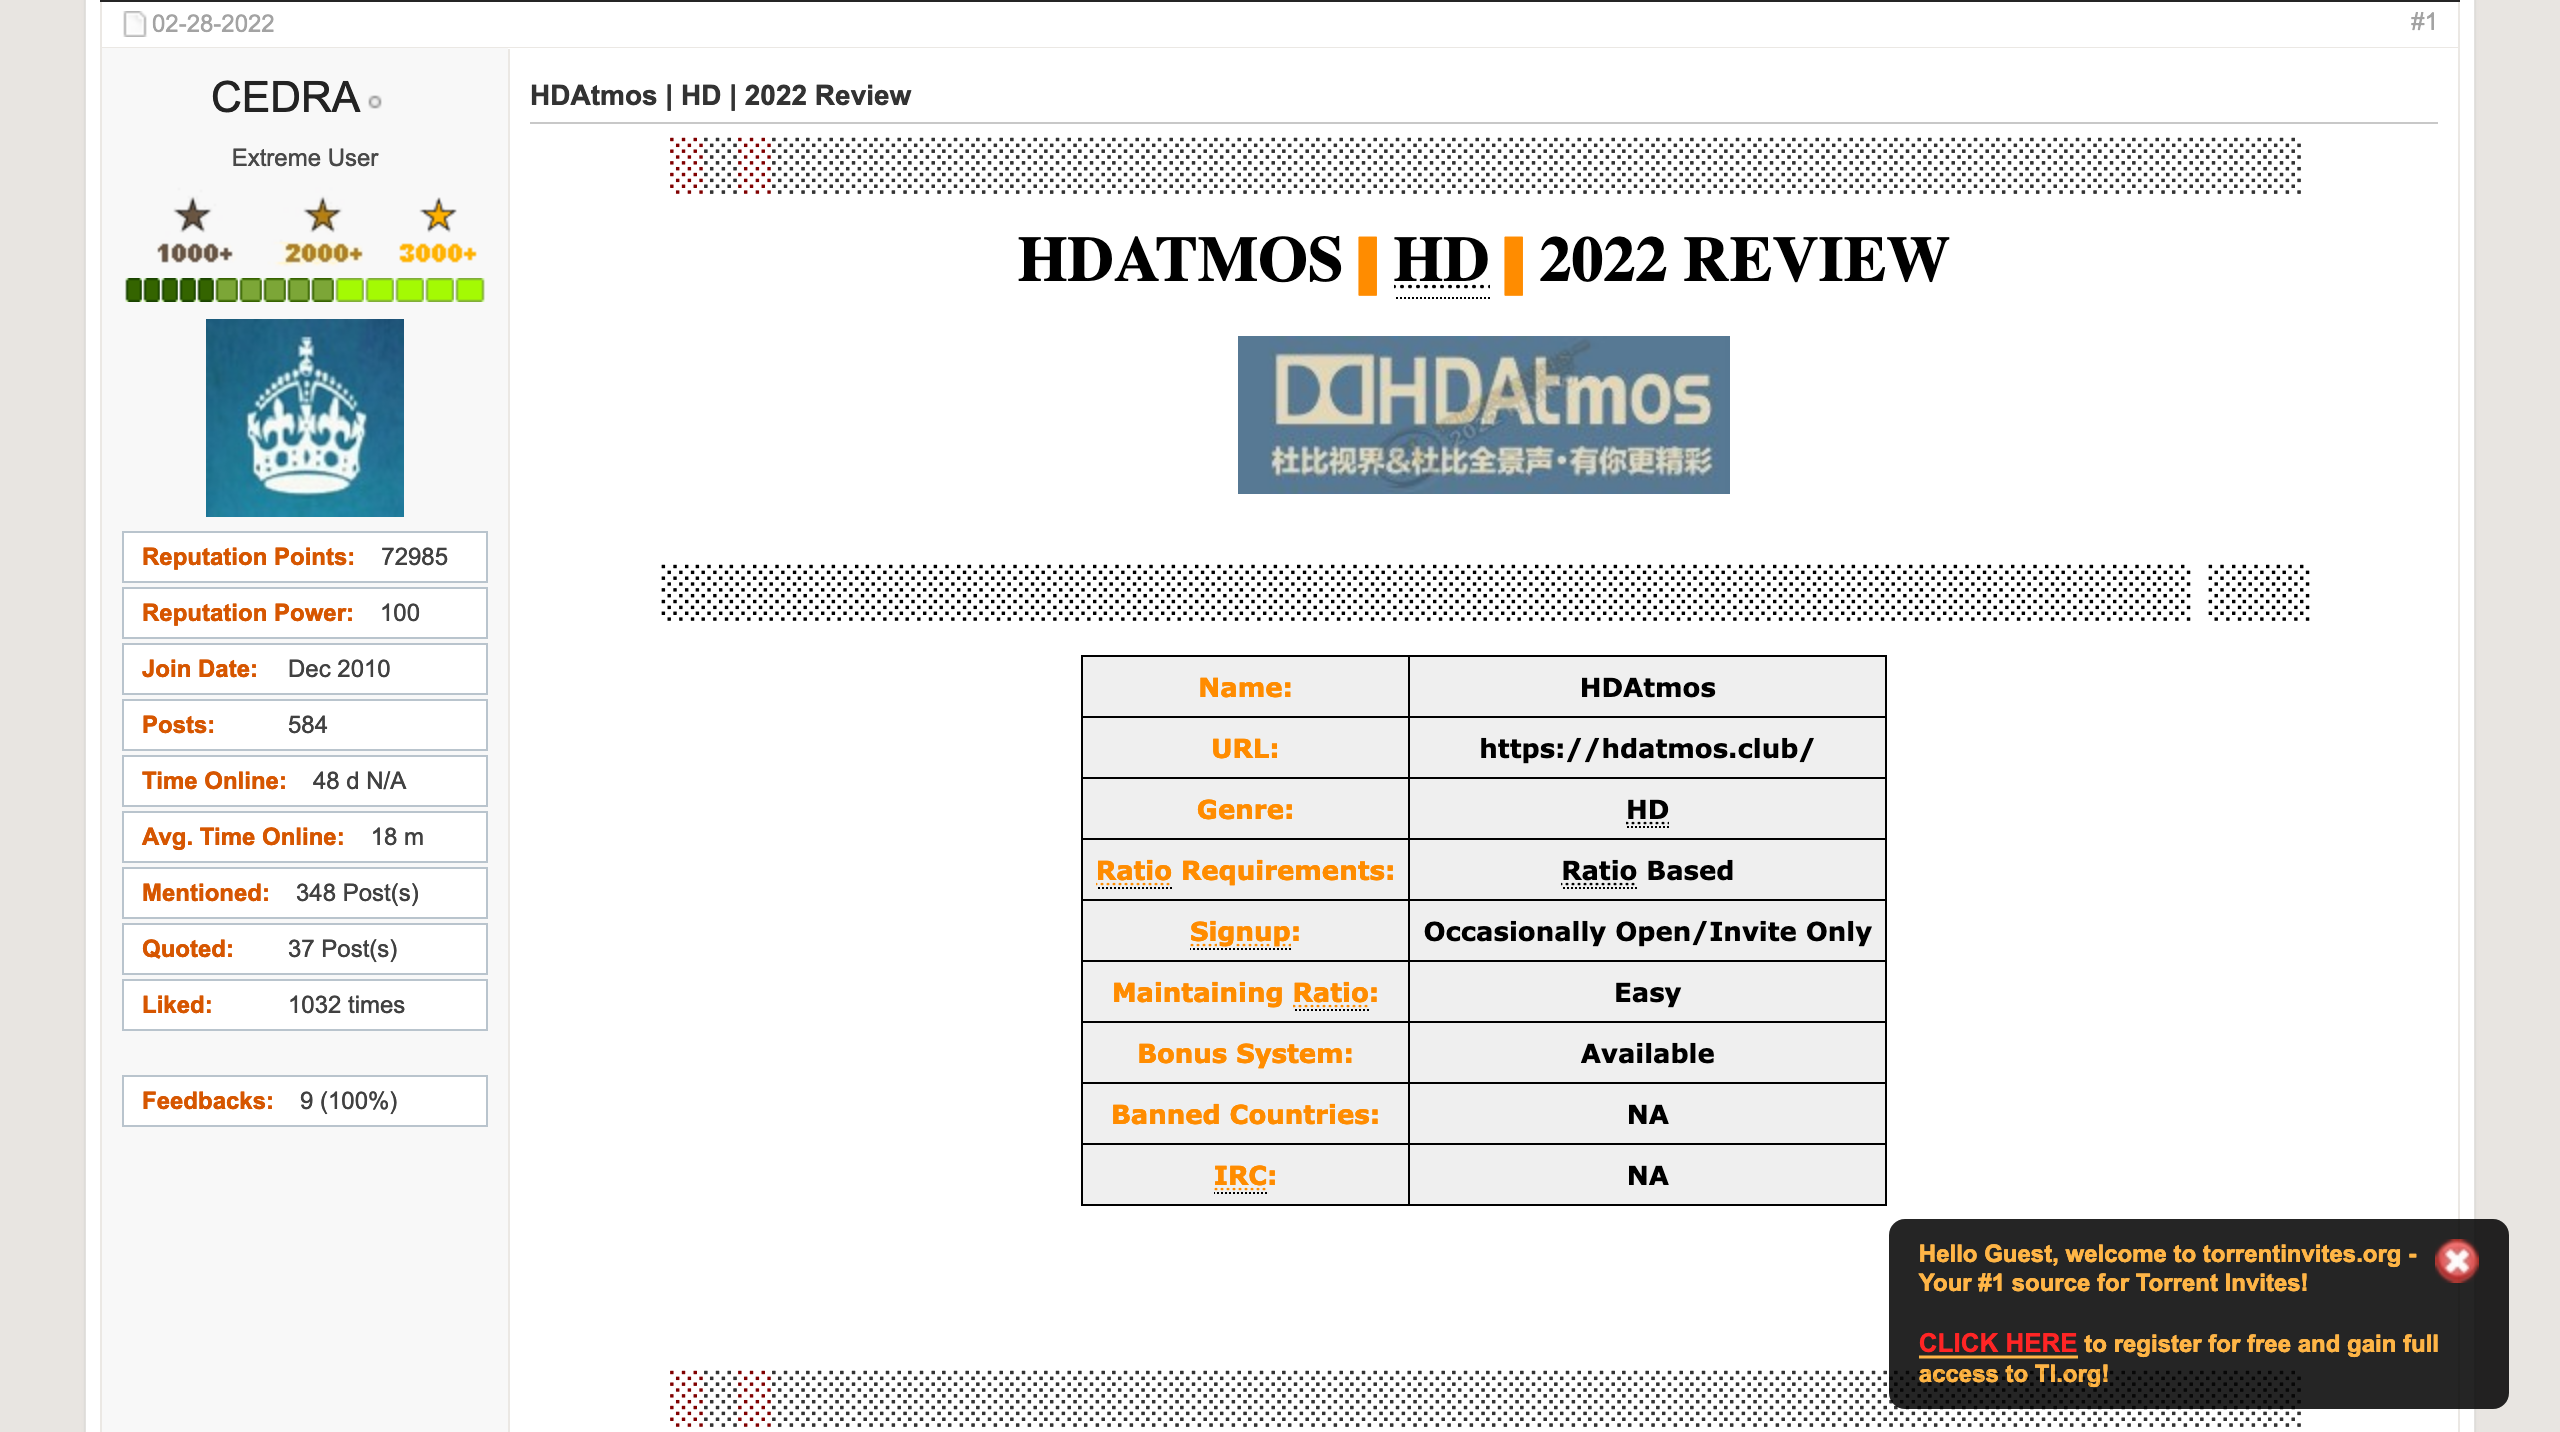 02-28-2022
#1
CEDRA
Extreme User
1000+ 2000+ 3000+
Reputation Points: 72985
Reputation Power: 100
Join Date: Dec 2010
Posts: 584
Time Online: 48 d N/A
Avg. Time Online: 18 m
Mentioned: 348 Post(s)
Quoted: 37 Post(s)
Liked: 1032 times
Feedbacks: 9 (100%)
HDAtmos | HD | 2022 Review
HDATMOS | HD | 2022 REVIEW
HDAtmos
杜比视界&杜比全景声·有你更精彩
Name: HDAtmos
URL: https://hdatmos.club/
Genre: HD
Ratio Requirements: Ratio Based
Signup: Occasionally Open/Invite Only
Maintaining Ratio: Easy
Bonus System: Available
Banned Countries: NA
IRC: NA
Hello Guest, welcome to torrentinvites.org -
Your #1 source for Torrent Invites!
CLICK HERE to register for free and gain full
access to TI.org!